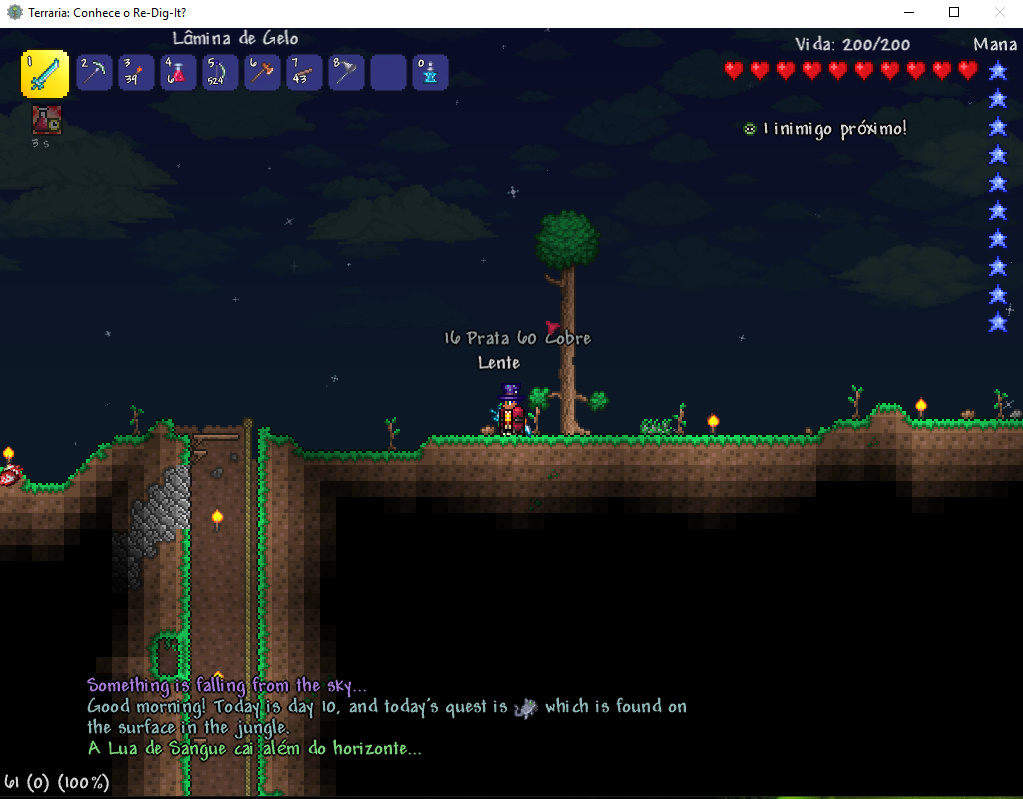 Terraria: Conhece o Re-Dig-It?
Lâmina de Gelo
Vida: 200/200
Mana
1
2
3
39
4
6
5
524
6
7
43
8
0
3 s
1 inimigo próximo!
16 Prata 60 Cobre
Lente
Something is falling from the sky...
Good morning! Today is day 10, and today's quest is which is found on
the surface in the jungle.
A Lua de Sangue cai além do horizonte...
61 (0) (100%)